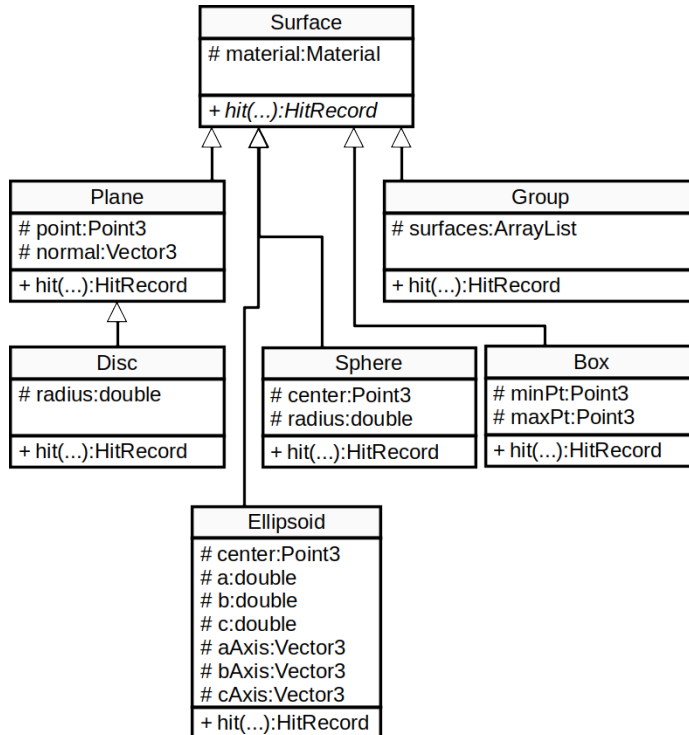 Surface
# material:Material
+ hit(...):HitRecord
Plane
# point:Point3
# normal:Vector3
+ hit(...):HitRecord
Group
# surfaces:ArrayList
+ hit(...):HitRecord
Disc
# radius:double
+ hit(...):HitRecord
Sphere
# center:Point3
# radius:double
+ hit(...):HitRecord
Box
# minPt:Point3
# maxPt:Point3
+ hit(...):HitRecord
Ellipsoid
# center:Point3
# a:double
# b:double
# c:double
# aAxis:Vector3
# bAxis:Vector3
# cAxis:Vector3
+ hit(...):HitRecord